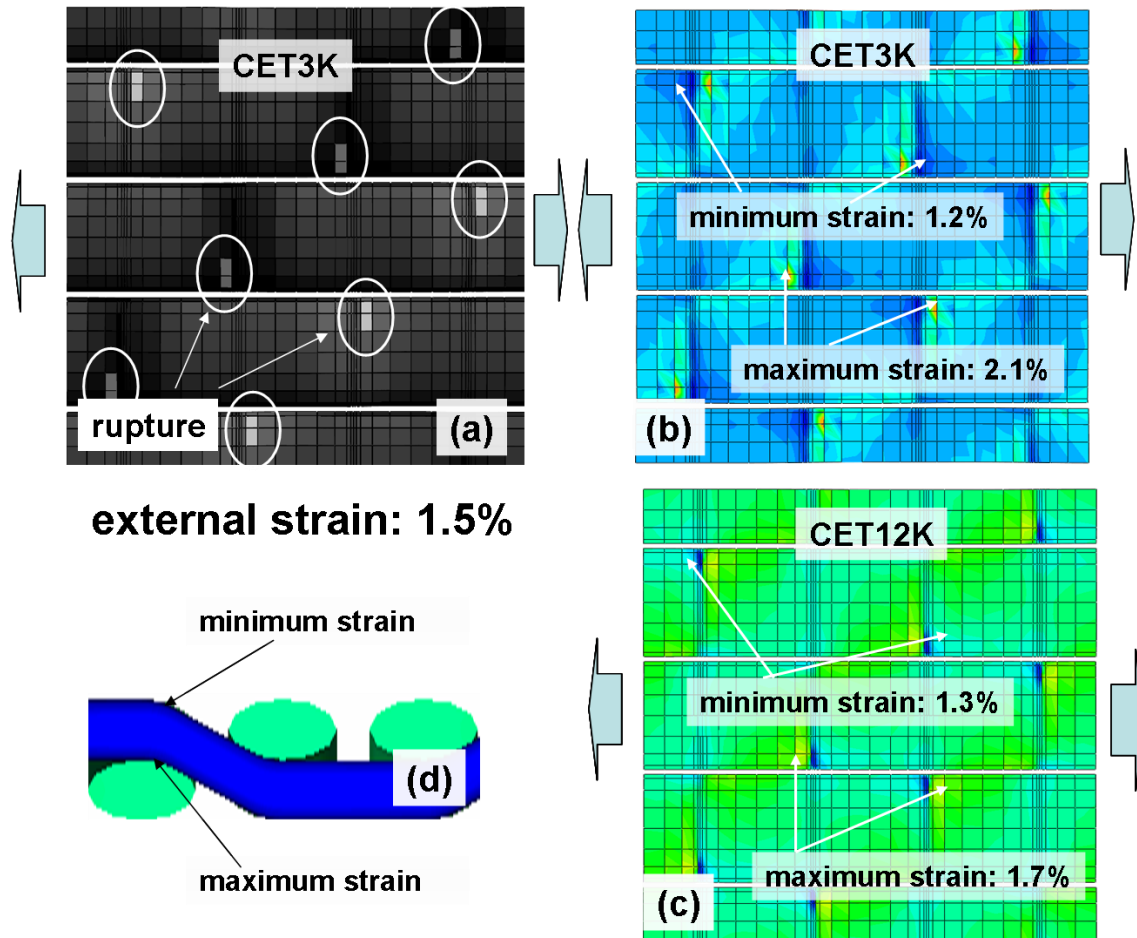 CET3K
rupture
(a)
CET3K
minimum strain: 1.2%
maximum strain: 2.1%
(b)
external strain: 1.5%
CET12K
minimum strain: 1.3%
maximum strain: 1.7%
(c)
minimum strain
(d)
maximum strain